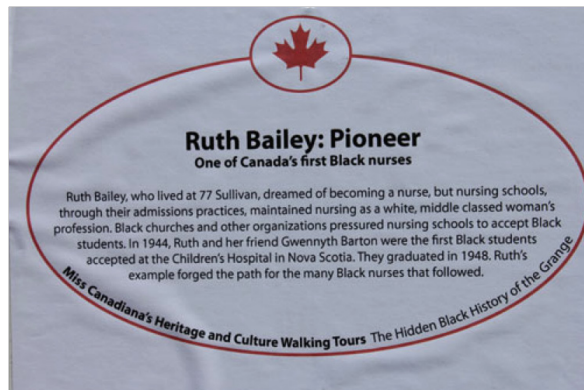 Ruth Bailey: Pioneer
One of Canada's first Black nurses
Ruth Bailey, who lived at 77 Sullivan, dreamed of becoming a nurse, but nursing schools,
through their admissions practices, maintained nursing as a white, middle classed woman's
profession. Black churches and other organizations pressured nursing schools to accept Black
students. In 1944, Ruth and her friend Gwennyth Barton were the first Black students
accepted at the Children's Hospital in Nova Scotia. They graduated in 1948. Ruth's
example forged the path for the many Black nurses that followed.
Miss Canadiana's Heritage and Culture Walking Tours The Hidden Black History of the Grange